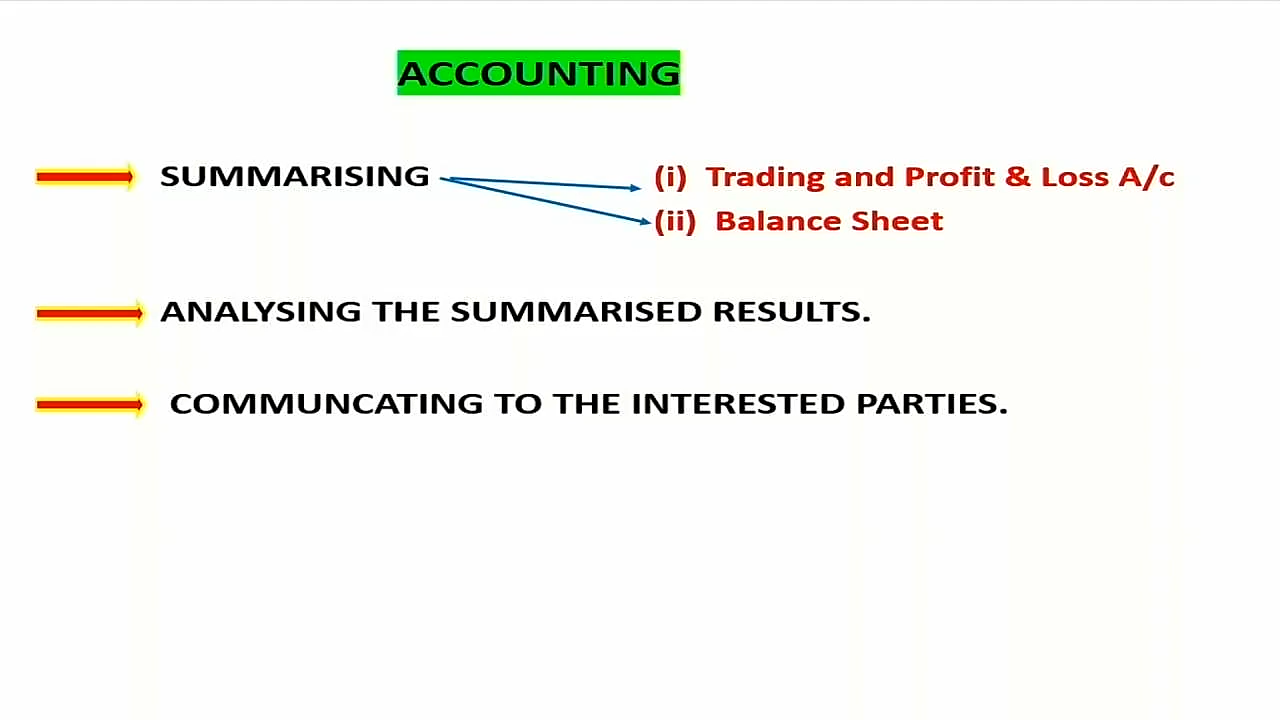 ACCOUNTING
SUMMARISING (i) Trading and Profit & Loss A/c
(ii) Balance Sheet
ANALYSING THE SUMMARISED RESULTS.
COMMUNCATING TO THE INTERESTED PARTIES.